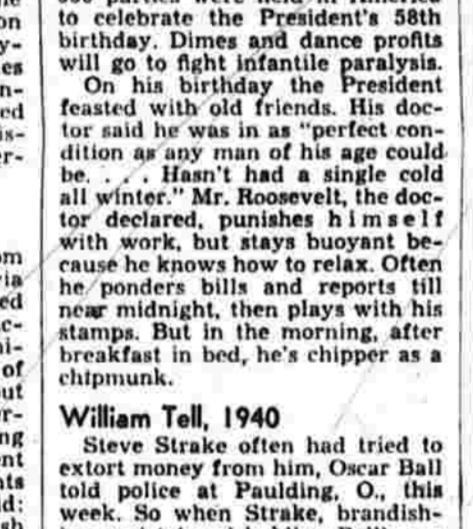 to celebrate the President's 58th
birthday. Dimes and dance profits
will go to fight infantile paralysis.
On his birthday the President
feasted with old friends. His doc-
tor said he was in as "perfect con-
dition as any man of his age could
be. . . . Hasn't had a single cold
all winter." Mr. Roosevelt, the doc-
tor declared, punishes himself
with work, but stays buoyant be-
cause he knows how to relax. Often
he ponders bills and reports till
near midnight, then plays with his
stamps. But in the morning, after
breakfast in bed, he's chipper as a
chipmunk.
William Tell, 1940
Steve Strake often had tried to
extort money from him, Oscar Ball
told police at Paulding, O., this
week. So when Strake, brandish-